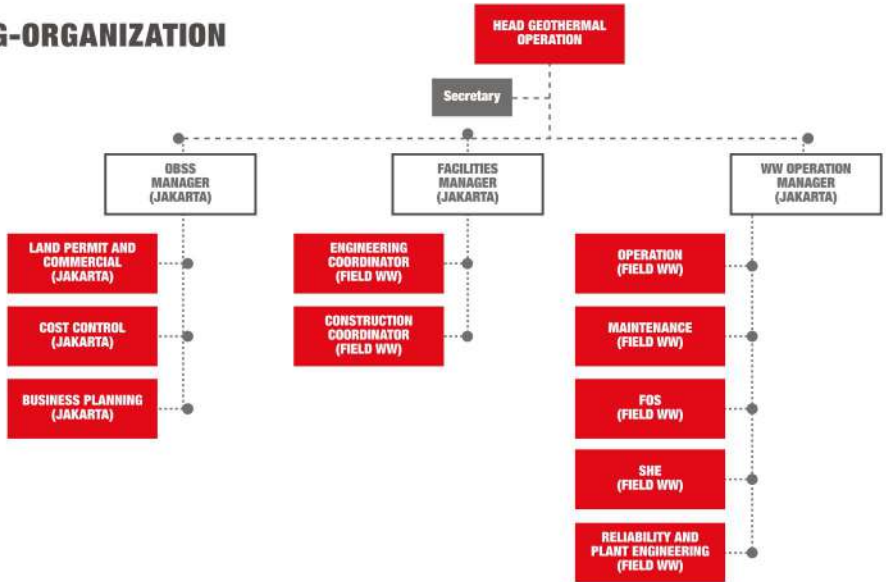 G-ORGANIZATION
HEAD GEOTHERMAL
OPERATION
Secretary
OBSS
MANAGER
(JAKARTA)
FACILITIES
MANAGER
(JAKARTA)
WW OPERATION
MANAGER
(JAKARTA)
LAND PERMIT AND
COMMERCIAL
(JAKARTA)
COST CONTROL
(JAKARTA)
BUSINESS PLANNING
(JAKARTA)
ENGINEERING
COORDINATOR
(FIELD WW)
CONSTRUCTION
COORDINATOR
(FIELD WW)
OPERATION
(FIELD WW)
MAINTENANCE
(FIELD WW)
FOS
(FIELD WW)
SHE
(FIELD WW)
RELIABILITY AND
PLANT ENGINEERING
(FIELD WW)